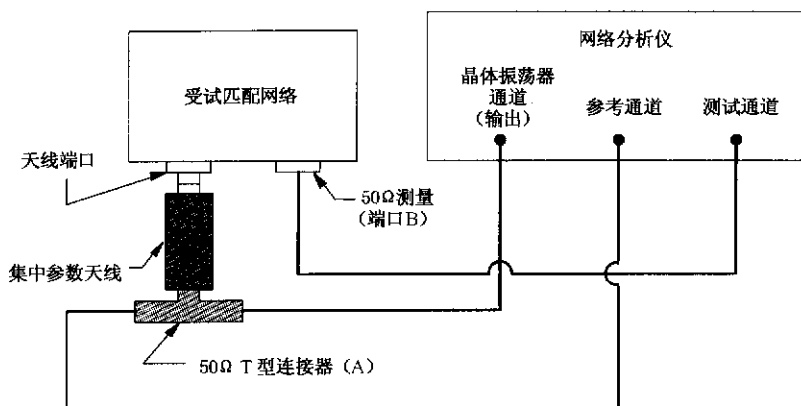 网络分析仪
受试匹配网络
晶体振荡器
通道
(输出)
参考通道
测试通道
天线端口
50Ω测量
(端口B)
集中参数天线
50Ω T型连接器(A)